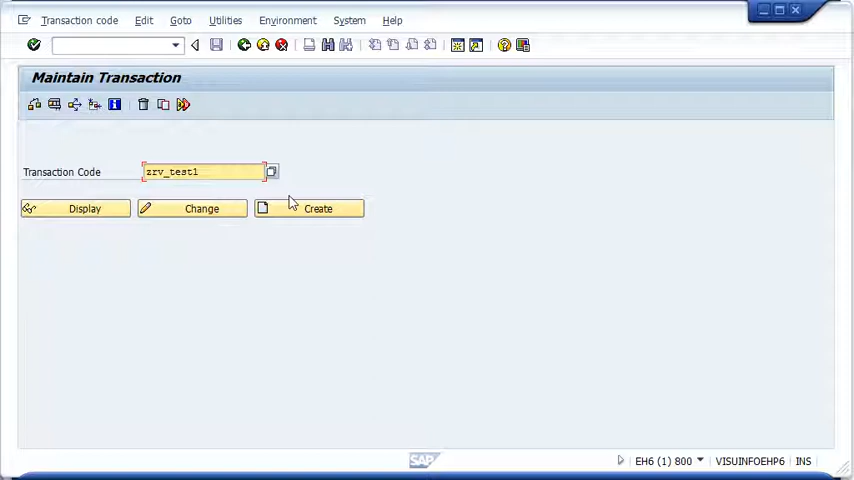 Transaction code Edit Goto Utilities Environment System Help
Maintain Transaction
Transaction Code zrv_test1
Display Change Create
SAP EH6 (1) 800 VISUINFOEHP6 INS